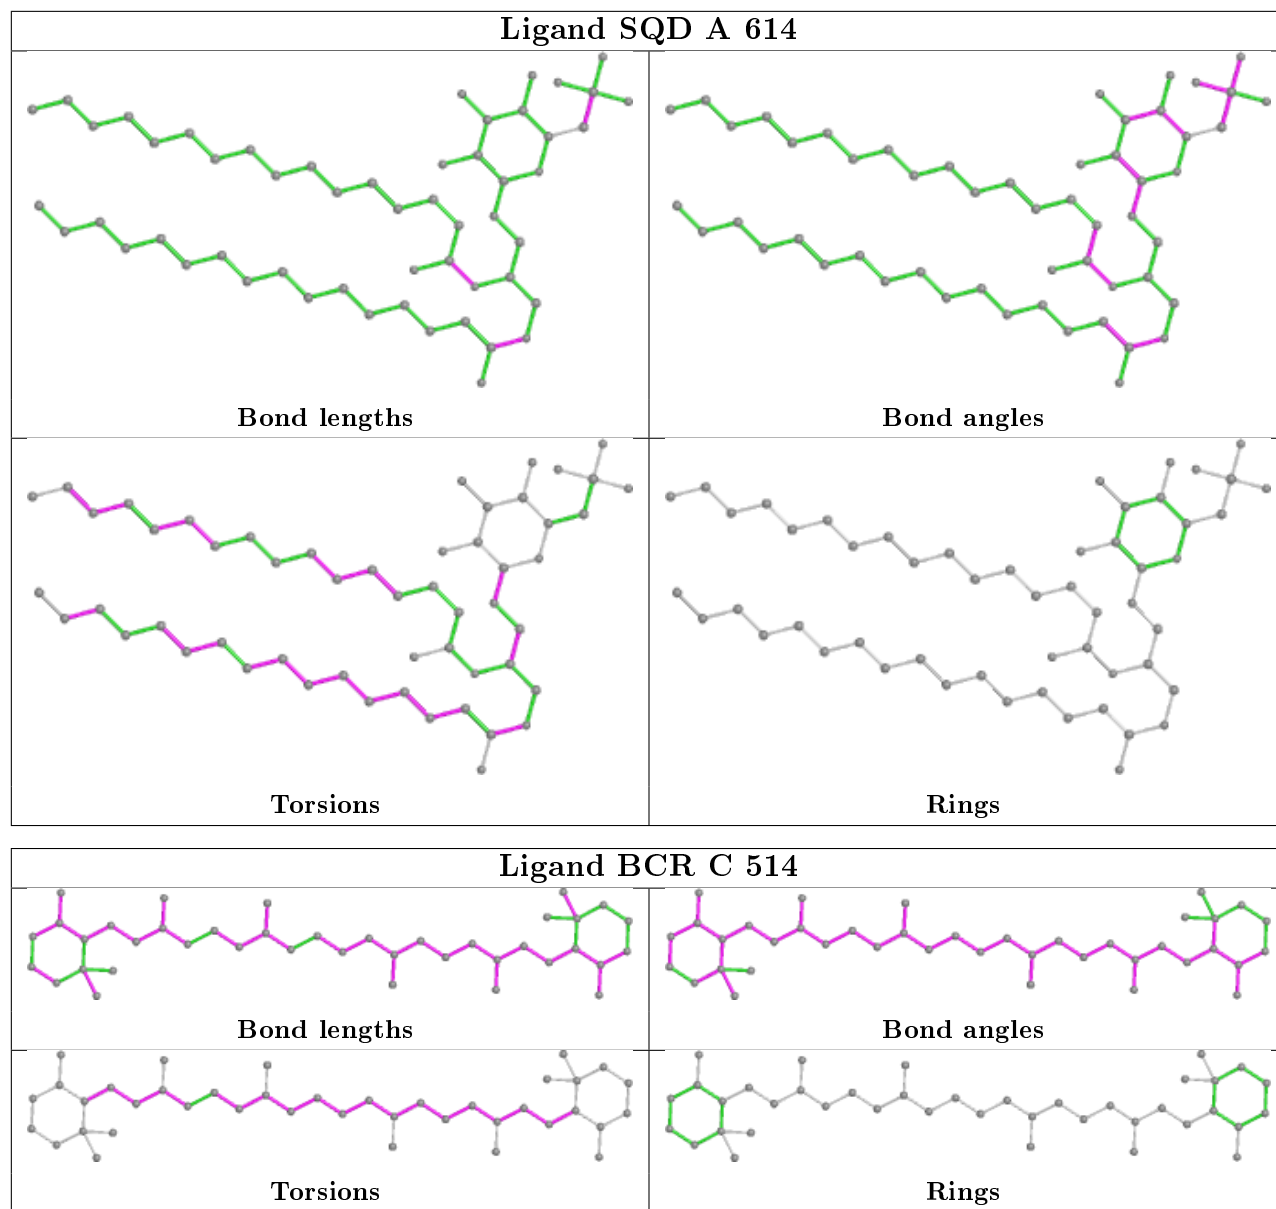 Ligand SQD A 614
Bond lengths
Bond angles
Torsions
Rings
Ligand BCR C 514
Bond lengths
Bond angles
Torsions
Rings